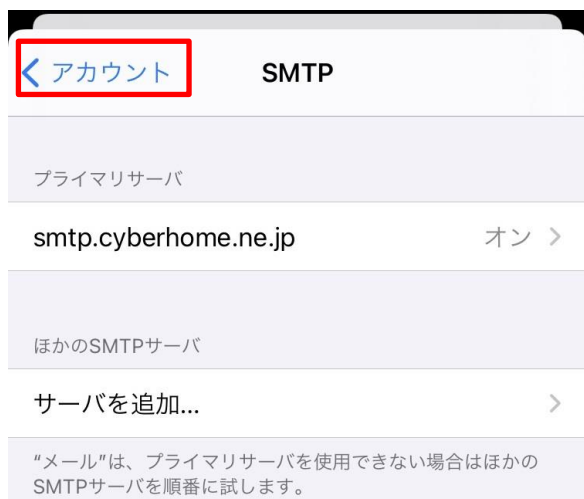 アカウント
SMTP
プライマリサーバ
smtp.cyberhome.ne.jp オン
ほかのSMTPサーバ
サーバを追加...
“メール”は、プライマリサーバを使用できない場合はほかの
SMTPサーバを順番に試します。